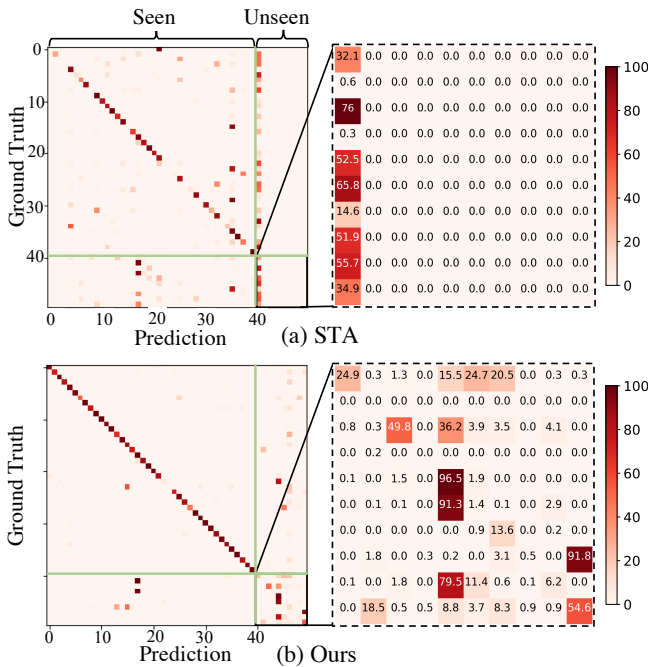 Seen Unseen
0
10
20
30
40
Ground Truth
0 10 20 30 40
Prediction
32.1 0.0 0.0 0.0 0.0 0.0 0.0 0.0 0.0 0.0
0.6 0.0 0.0 0.0 0.0 0.0 0.0 0.0 0.0 0.0
76 0.0 0.0 0.0 0.0 0.0 0.0 0.0 0.0 0.0
0.3 0.0 0.0 0.0 0.0 0.0 0.0 0.0 0.0 0.0
52.5 0.0 0.0 0.0 0.0 0.0 0.0 0.0 0.0 0.0
65.8 0.0 0.0 0.0 0.0 0.0 0.0 0.0 0.0 0.0
14.6 0.0 0.0 0.0 0.0 0.0 0.0 0.0 0.0 0.0
51.9 0.0 0.0 0.0 0.0 0.0 0.0 0.0 0.0 0.0
55.7 0.0 0.0 0.0 0.0 0.0 0.0 0.0 0.0 0.0
34.9 0.0 0.0 0.0 0.0 0.0 0.0 0.0 0.0 0.0
100
80
60
40
20
0
(a) STA
Ground Truth
0 10 20 30 40
Prediction
24.9 0.3 1.3 0.0 15.5 24.7 20.5 0.0 0.3 0.3
0.0 0.0 0.0 0.0 0.0 0.0 0.0 0.0 0.0 0.0
0.8 0.3 49.8 0.0 36.2 3.9 3.5 0.0 4.1 0.0
0.0 0.2 0.0 0.0 0.0 0.0 0.0 0.0 0.0 0.0
0.1 0.0 1.5 0.0 96.5 1.9 0.0 0.0 0.0 0.0
0.0 0.1 0.1 0.0 91.3 1.4 0.1 0.0 2.9 0.0
0.0 0.0 0.0 0.0 0.0 0.9 13.6 0.2 0.0 0.0
0.0 1.8 0.0 0.3 0.2 0.0 3.1 0.5 0.0 91.8
0.1 0.0 1.8 0.0 79.5 11.4 0.6 0.1 6.2 0.0
0.0 18.5 0.5 0.5 8.8 3.7 8.3 0.9 0.9 54.6
100
80
60
40
20
0
(b) Ours